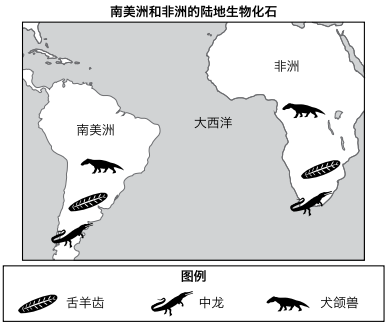 南美洲和非洲的陆地生物化石
非洲
大西洋
南美洲
图例
舌羊齿
中龙
犬颌兽